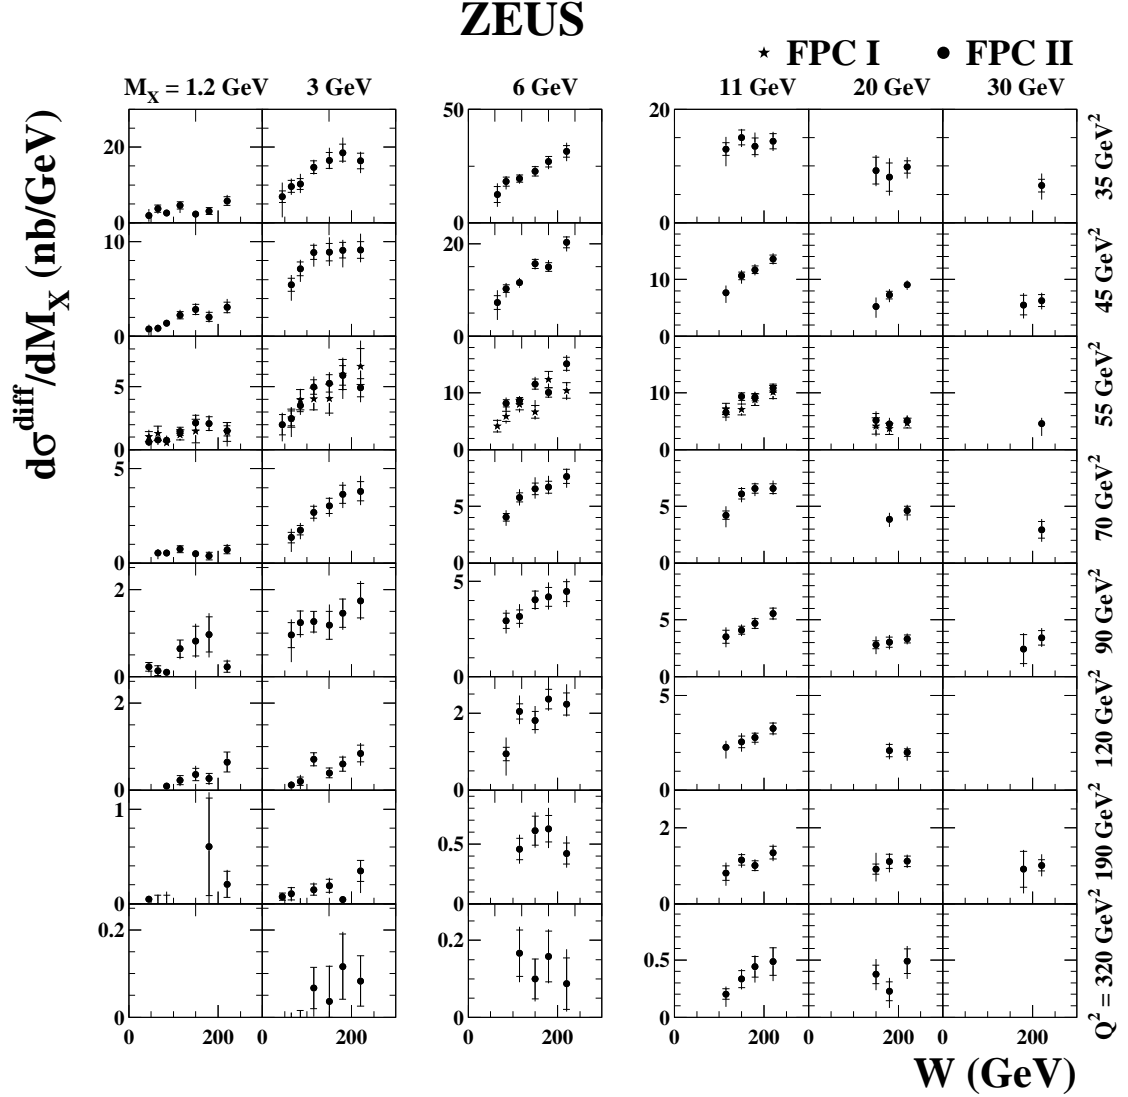 ZEUS
★ FPC I ● FPC II
M_X = 1.2 GeV 3 GeV 6 GeV 11 GeV 20 GeV 30 GeV
dσ^diff/dM_X (nb/GeV)
0 20 50 0 20 0
35 GeV²
0 10 20 0 10 0
45 GeV²
0 5 10 0 10 0
55 GeV²
0 5 5 0 5 0
70 GeV²
0 2 5 0 5 0
90 GeV²
0 2 2 0 5 0
120 GeV²
0 1 0.5 0 2 0
190 GeV²
0 0.2 0.2 0 0.5 0
Q² = 320 GeV²
0 200 0 200 0 200 0 200 0 200 0 200
W (GeV)